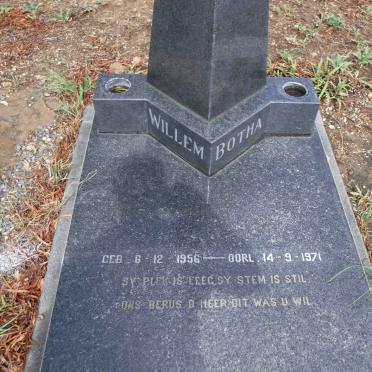 WILLEM BOTHA
GEB. 6-12-1956 — OORL. 14-9-1971
SY PLEK IS LEEG, SY STEM IS STIL
ONS BERUS O HEER DIT WAS U WIL